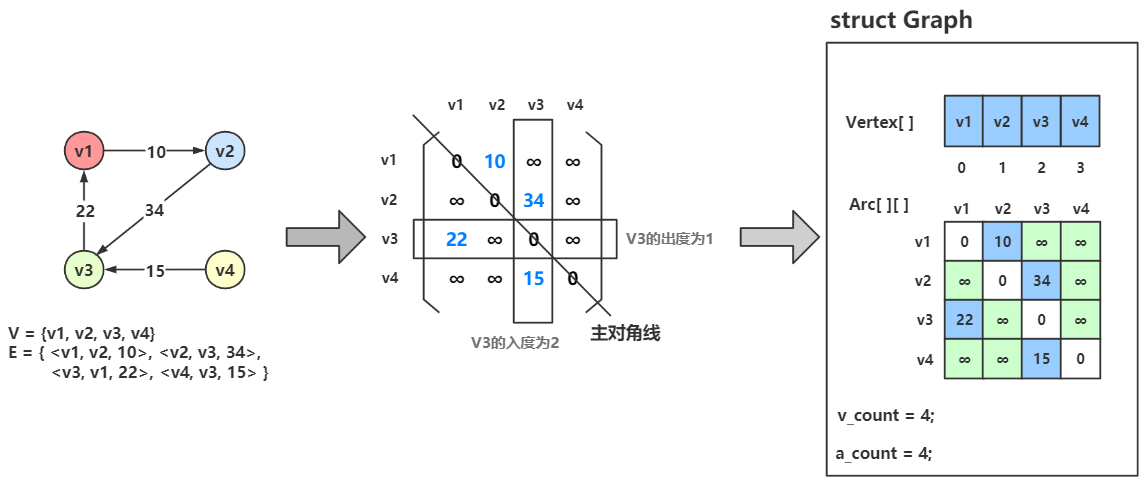 v1
10
v2
22
34
v3
15
v4
V = {v1, v2, v3, v4}
E = { <v1, v2, 10>, <v2, v3, 34>,
<v3, v1, 22>, <v4, v3, 15> }
v1 v2 v3 v4
v1 0 10 ∞ ∞
v2 ∞ 0 34 ∞
v3 22 ∞ 0 ∞
v4 ∞ ∞ 15 0
V3的出度为1
V3的入度为2
主对角线
struct Graph
Vertex[ ] v1 v2 v3 v4
0 1 2 3
Arc[ ][ ] v1 v2 v3 v4
v1 0 10 ∞ ∞
v2 ∞ 0 34 ∞
v3 22 ∞ 0 ∞
v4 ∞ ∞ 15 0
v_count = 4;
a_count = 4;